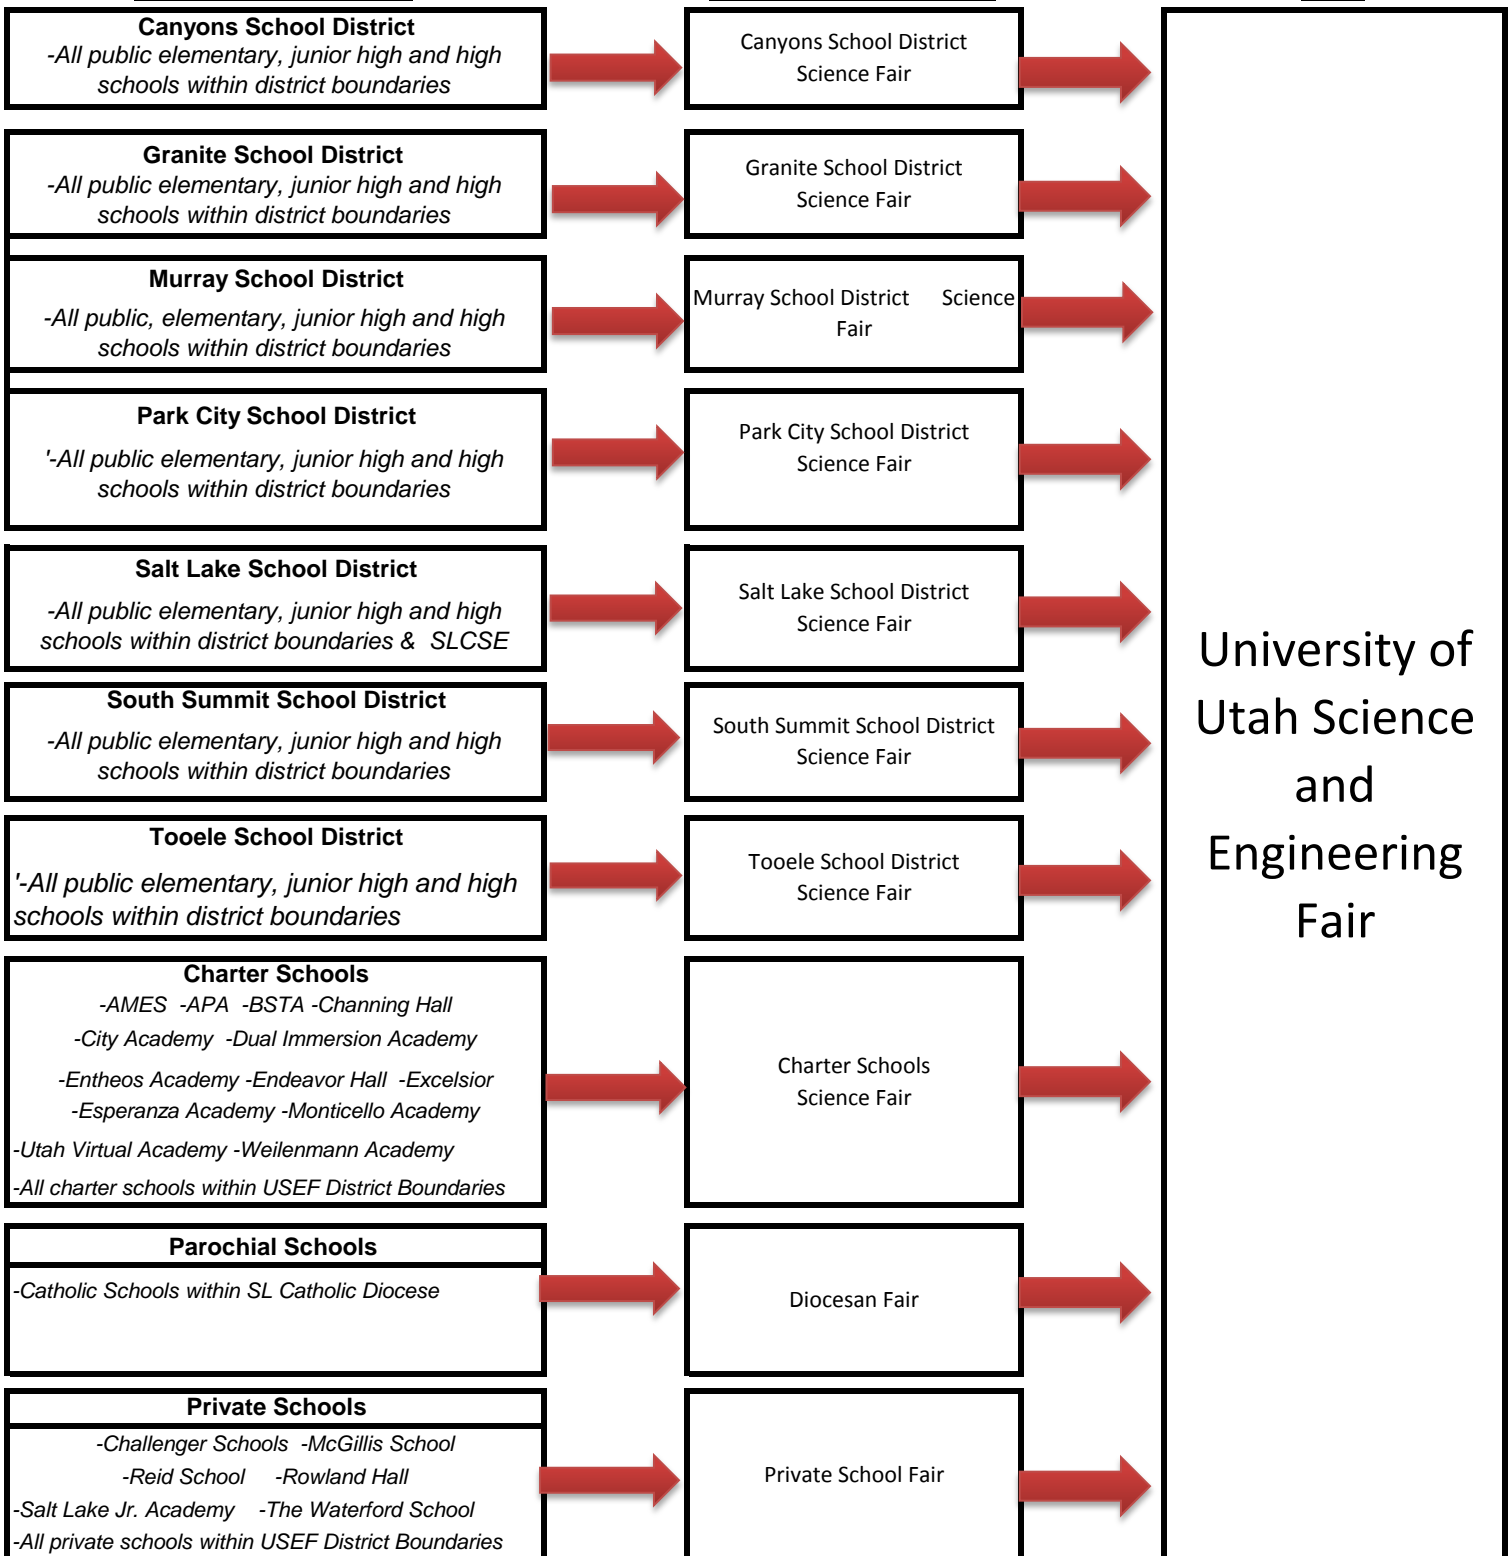 Canyons School District
-All public elementary, junior high and high
schools within district boundaries
Canyons School District
Science Fair
Granite School District
-All public elementary, junior high and high
schools within district boundaries
Granite School District
Science Fair
Murray School District
-All public, elementary, junior high and high
schools within district boundaries
Murray School District Science
Fair
Park City School District
'-All public elementary, junior high and high
schools within district boundaries
Park City School District
Science Fair
Salt Lake School District
-All public elementary, junior high and high
schools within district boundaries & SLCSE
Salt Lake School District
Science Fair
South Summit School District
-All public elementary, junior high and high
schools within district boundaries
South Summit School District
Science Fair
Tooele School District
'-All public elementary, junior high and high
schools within district boundaries
Tooele School District
Science Fair
Charter Schools
-AMES -APA -BSTA -Channing Hall
-City Academy -Dual Immersion Academy
-Entheos Academy -Endeavor Hall -Excelsior
-Esperanza Academy -Monticello Academy
-Utah Virtual Academy -Weilenmann Academy
-All charter schools within USEF District Boundaries
Charter Schools
Science Fair
Parochial Schools
-Catholic Schools within SL Catholic Diocese
Diocesan Fair
Private Schools
-Challenger Schools -McGillis School
-Reid School -Rowland Hall
-Salt Lake Jr. Academy -The Waterford School
-All private schools within USEF District Boundaries
Private School Fair
University of
Utah Science
and
Engineering
Fair